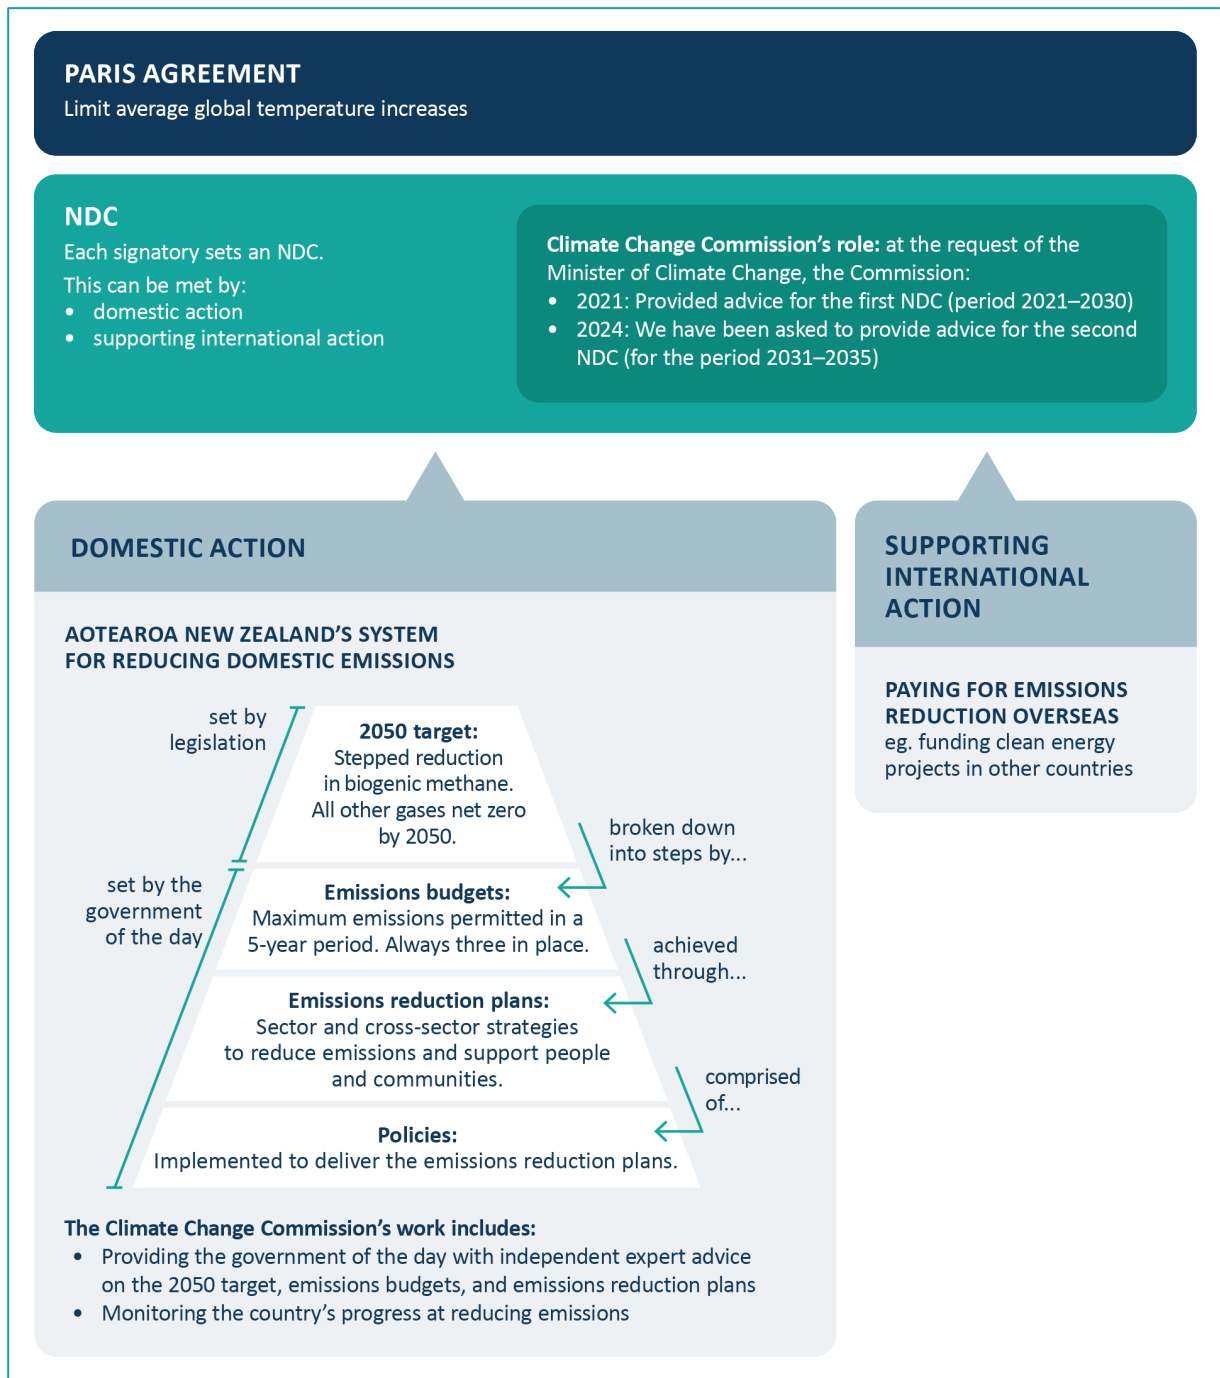 PARIS AGREEMENT
Limit average global temperature increases
NDC
Each signatory sets an NDC.
This can be met by:
• domestic action
• supporting international action
Climate Change Commission’s role: at the request of the
Minister of Climate Change, the Commission:
• 2021: Provided advice for the first NDC (period 2021–2030)
• 2024: We have been asked to provide advice for the second
NDC (for the period 2031–2035)
DOMESTIC ACTION
AOTEAROA NEW ZEALAND’S SYSTEM
FOR REDUCING DOMESTIC EMISSIONS
set by
legislation
2050 target:
Stepped reduction
in biogenic methane.
All other gases net zero
by 2050.
broken down
into steps by...
set by the
government
of the day
Emissions budgets:
Maximum emissions permitted in a
5-year period. Always three in place.
achieved
through...
Emissions reduction plans:
Sector and cross-sector strategies
to reduce emissions and support people
and communities.
comprised
of...
Policies:
Implemented to deliver the emissions reduction plans.
The Climate Change Commission’s work includes:
• Providing the government of the day with independent expert advice
on the 2050 target, emissions budgets, and emissions reduction plans
• Monitoring the country’s progress at reducing emissions
SUPPORTING
INTERNATIONAL
ACTION
PAYING FOR EMISSIONS
REDUCTION OVERSEAS
eg. funding clean energy
projects in other countries